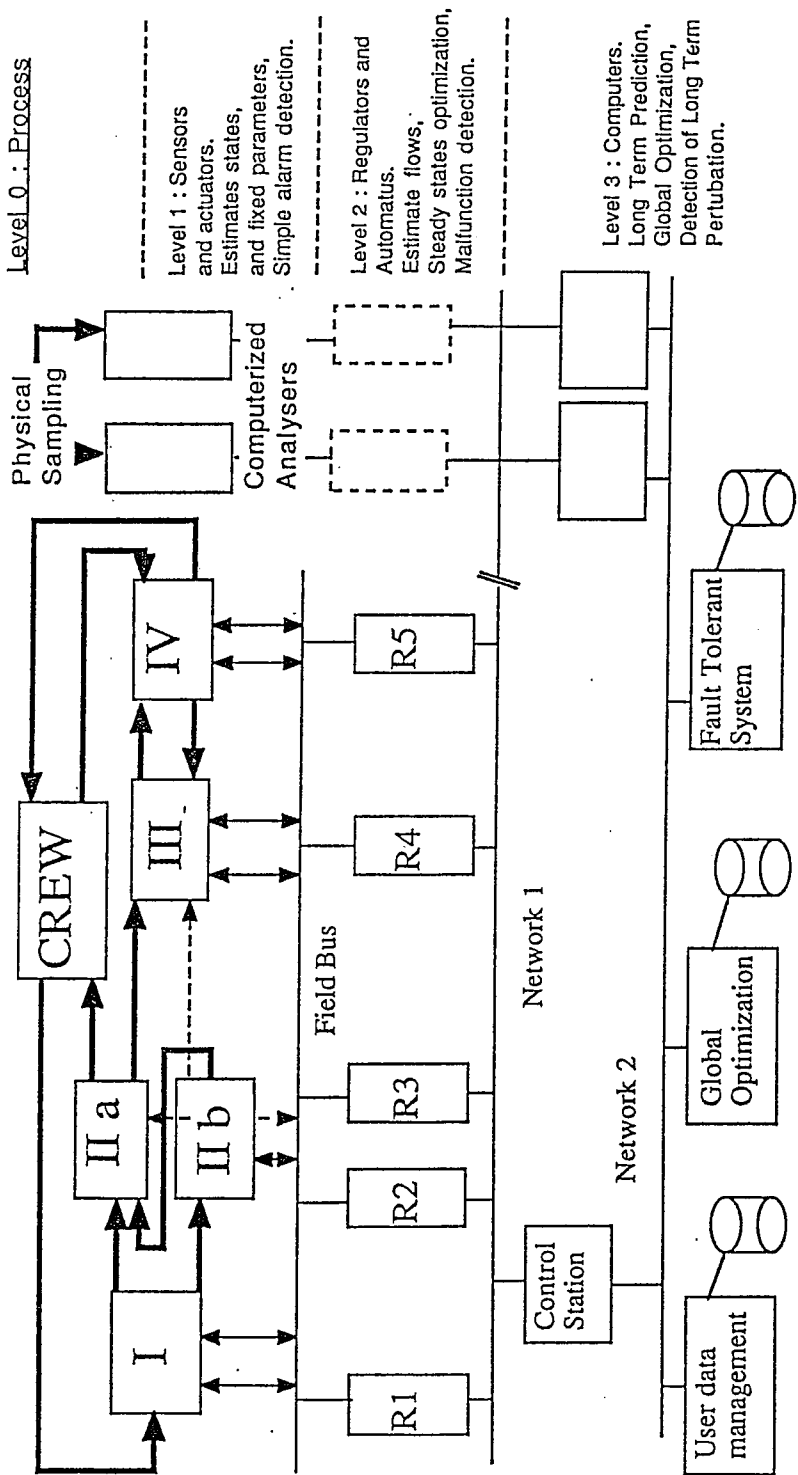 Level 0 : Process
Physical
Sampling
CREW
II a
IV
I
II b
III
Computerized
Analysers
Level 1 : Sensors
and actuators.
Estimates states,
and fixed parameters,
Simple alarm detection.
Field Bus
R1
R2
R3
R4
R5
Level 2 : Regulators and
Automatus.
Estimate flows,
Steady states optimization,
Malfunction detection.
Network 1
Control
Station
Network 2
Level 3 : Computers.
Long Term Prediction,
Global Optimization,
Detection of Long Term
Pertubation.
User data
management
Global
Optimization
Fault Tolerant
System